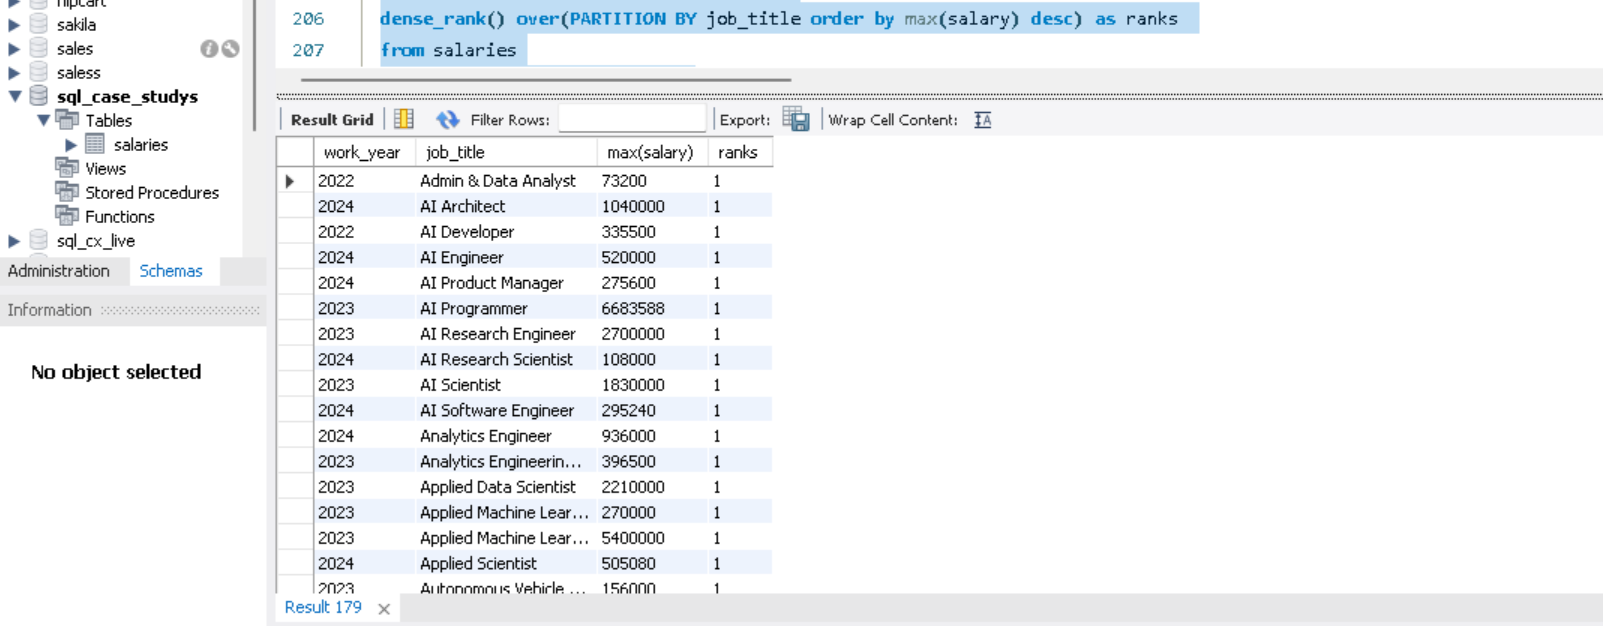 flipcart
sakila
sales
saless
sql_case_studys
Tables
salaries
Views
Stored Procedures
Functions
sql_cx_live
Administration Schemas
Information
No object selected
206 dense_rank() over(PARTITION BY job_title order by max(salary) desc) as ranks
207 from salaries
Result Grid Filter Rows: Export: Wrap Cell Content:
work_year job_title max(salary) ranks
2022 Admin & Data Analyst 73200 1
2024 AI Architect 1040000 1
2022 AI Developer 335500 1
2024 AI Engineer 520000 1
2024 AI Product Manager 275600 1
2023 AI Programmer 6683588 1
2023 AI Research Engineer 2700000 1
2024 AI Research Scientist 108000 1
2023 AI Scientist 1830000 1
2024 AI Software Engineer 295240 1
2024 Analytics Engineer 936000 1
2023 Analytics Engineerin... 396500 1
2023 Applied Data Scientist 2210000 1
2023 Applied Machine Lear... 270000 1
2023 Applied Machine Lear... 5400000 1
2024 Applied Scientist 505080 1
2023 Autonomous Vehicle ... 156000 1
Result 179